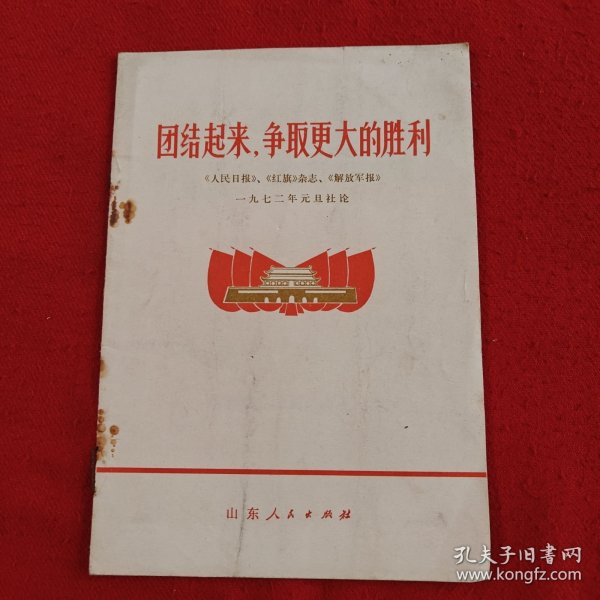 团结起来，争取更大的胜利
《人民日报》、《红旗》杂志、《解放军报》
一九七二年元旦社论
山东人民出版社
孔夫子旧书网
www.kongfz.com